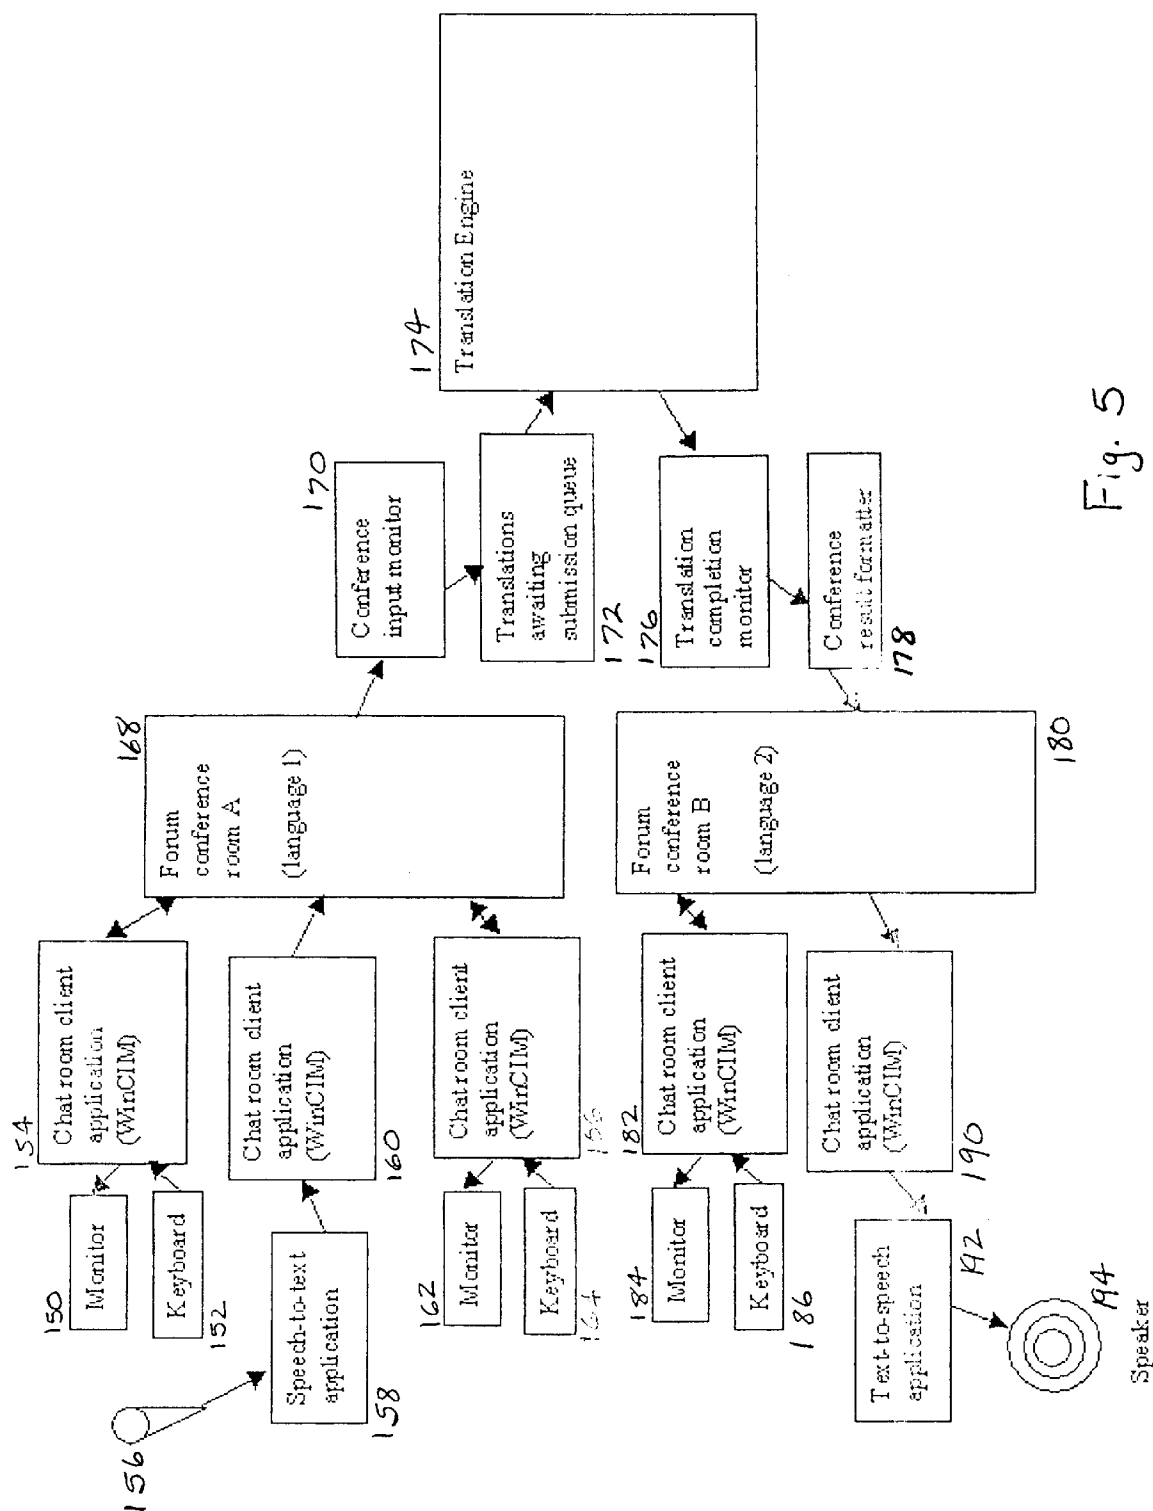 150
Monitor
Keyboard
152
154
Chat room client
application
(WinCIM)
156
Speech-to-text
application
158
Chat room client
application
(WinCIM)
160
162
Monitor
Keyboard
164
Chat room client
application
(WinCIM)
168
Forum
conference
room A
(language 1)
170
Conference
input monitor
Translations
awaiting
submission queue
172
174
Translation Engine
176
Translation
completion
monitor
Conference
result formatter
178
Forum
conference
room B
(language 2)
180
182
Chat room client
application
(WinCIM)
184
Monitor
Keyboard
186
Chat room client
application
(WinCIM)
190
Text-to-speech
application
192
194
Speaker
Fig. 5